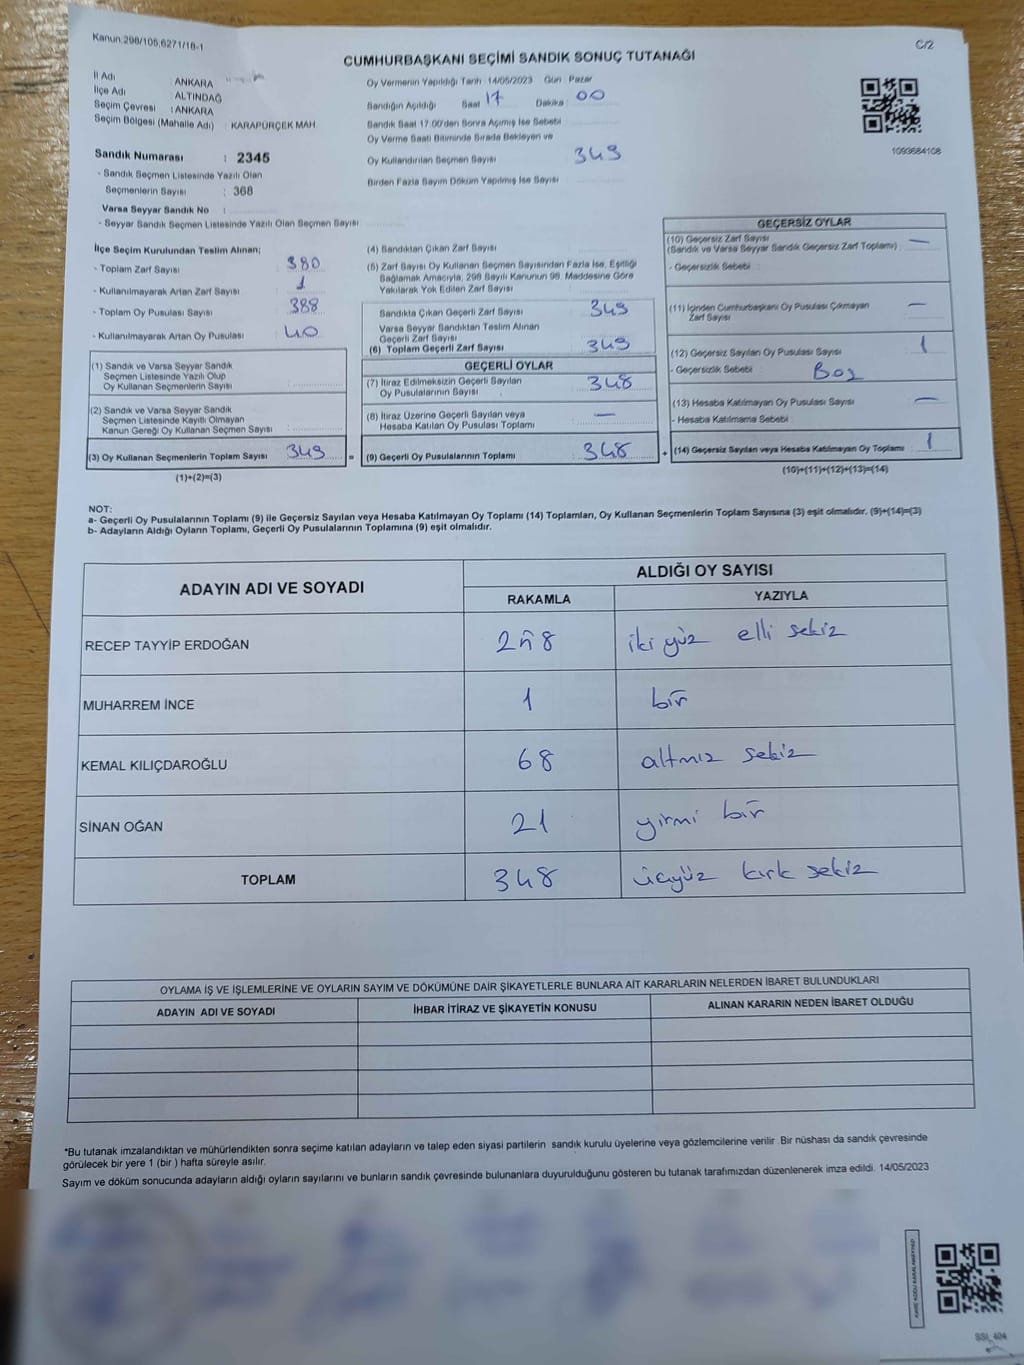 Kanun.298/105,6271/18-1
C/2
CUMHURBAŞKANI SEÇİMİ SANDIK SONUÇ TUTANAĞI
İl Adı : ANKARA
İlçe Adı : ALTINDAĞ
Seçim Çevresi : ANKARA
Seçim Bölgesi (Mahalle Adı) : KARAPÜRÇEK MAH.
Oy Vermenin Yapıldığı Tarih : 14/05/2023 Gün : Pazar
Sandığın Açıldığı Saat 17 Dakika 00
Sandık Saat 17.00'den Sonra Açımış İse Sebebi
Oy Verme Saati Bitiminde Sırada Bekleyen ve
Oy Kullandırılan Seçmen Sayısı 349
Birden Fazla Sayım Döküm Yapılmış İse Sayısı
1093684108
Sandık Numarası : 2345
- Sandık Seçmen Listesinde Yazılı Olan
Seçmenlerin Sayısı : 368
Varsa Seyyar Sandık No :
- Seyyar Sandık Seçmen Listesinde Yazılı Olan Seçmen Sayısı
İlçe Seçim Kurulundan Teslim Alınan;
- Toplam Zarf Sayısı : 380
- Kullanılmayarak Artan Zarf Sayısı : 1
- Toplam Oy Pusulası Sayısı : 388
- Kullanılmayarak Artan Oy Pusulası : 40
(1) Sandık ve Varsa Seyyar Sandık
Seçmen Listesinde Yazılı Olup
Oy Kullanan Seçmenlerin Sayısı
(2) Sandık ve Varsa Seyyar Sandık
Seçmen Listesinde Kayıtlı Olmayan
Kanun Gereği Oy Kullanan Seçmen Sayısı
(3) Oy Kullanan Seçmenlerin Toplam Sayısı 349 =
(1)+(2)=(3)
(4) Sandıktan Çıkan Zarf Sayısı
(5) Zarf Sayısı Oy Kullanan Seçmen Sayısından Fazla İse, Eşitliği
Sağlamak Amacıyla, 298 Sayılı Kanunun 98. Maddesine Göre
Yakılarak Yok Edilen Zarf Sayısı
Sandıkta Çıkan Geçerli Zarf Sayısı 349
Varsa Seyyar Sandıktan Teslim Alınan
Geçerli Zarf Sayısı
(6) Toplam Geçerli Zarf Sayısı 349
GEÇERLİ OYLAR
(7) İtiraz Edilmeksizin Geçerli Sayılan
Oy Pusulalarının Sayısı 348
(8) İtiraz Üzerine Geçerli Sayılan veya
Hesaba Katılan Oy Pusulası Toplamı —
(9) Geçerli Oy Pusulalarının Toplamı 348 +
GEÇERSİZ OYLAR
(10) Geçersiz Zarf Sayısı —
(Sandık ve Varsa Seyyar Sandık Geçersiz Zarf Toplamı) :
- Geçersizlik Sebebi :
(11) İçinden Cumhurbaşkanı Oy Pusulası Çıkmayan
Zarf Sayısı —
(12) Geçersiz Sayılan Oy Pusulası Sayısı 1
- Geçersizlik Sebebi : Boş
(13) Hesaba Katılmayan Oy Pusulası Sayısı —
- Hesaba Katılmama Sebebi :
(14) Geçersiz Sayılan veya Hesaba Katılmayan Oy Toplamı 1
(10)+(11)+(12)+(13)=(14)
NOT:
a- Geçerli Oy Pusulalarının Toplamı (9) ile Geçersiz Sayılan veya Hesaba Katılmayan Oy Toplamı (14) Toplamları, Oy Kullanan Seçmenlerin Toplam Sayısına (3) eşit olmalıdır. (9)+(14)=(3)
b- Adayların Aldığı Oyların Toplamı, Geçerli Oy Pusulalarının Toplamına (9) eşit olmalıdır.
ADAYIN ADI VE SOYADI
ALDIĞI OY SAYISI
RAKAMLA YAZIYLA
RECEP TAYYİP ERDOĞAN 258 iki yüz elli sekiz
MUHARREM İNCE 1 bir
KEMAL KILIÇDAROĞLU 68 altmış sekiz
SİNAN OĞAN 21 yirmi bir
TOPLAM 348 üçyüz kırk sekiz
OYLAMA İŞ VE İŞLEMLERİNE VE OYLARIN SAYIM VE DÖKÜMÜNE DAİR ŞİKAYETLERLE BUNLARA AİT KARARLARIN NELERDEN İBARET BULUNDUKLARI
ADAYIN ADI VE SOYADI İHBAR İTİRAZ VE ŞİKAYETİN KONUSU ALINAN KARARIN NEDEN İBARET OLDUĞU
*Bu tutanak imzalandıktan ve mühürlendikten sonra seçime katılan adayların ve talep eden siyasi partilerin sandık kurulu üyelerine veya gözlemcilerine verilir .Bir nüshası da sandık çevresinde
görülecek bir yere 1 (bir ) hafta süreyle asılır.
Sayım ve döküm sonucunda adayların aldığı oyların sayılarını ve bunların sandık çevresinde bulunanlara duyurulduğunu gösteren bu tutanak tarafımızdan düzenlenerek imza edildi. 14/05/2023
KARE KODU KARALAMAYINIZ!
SSI_404